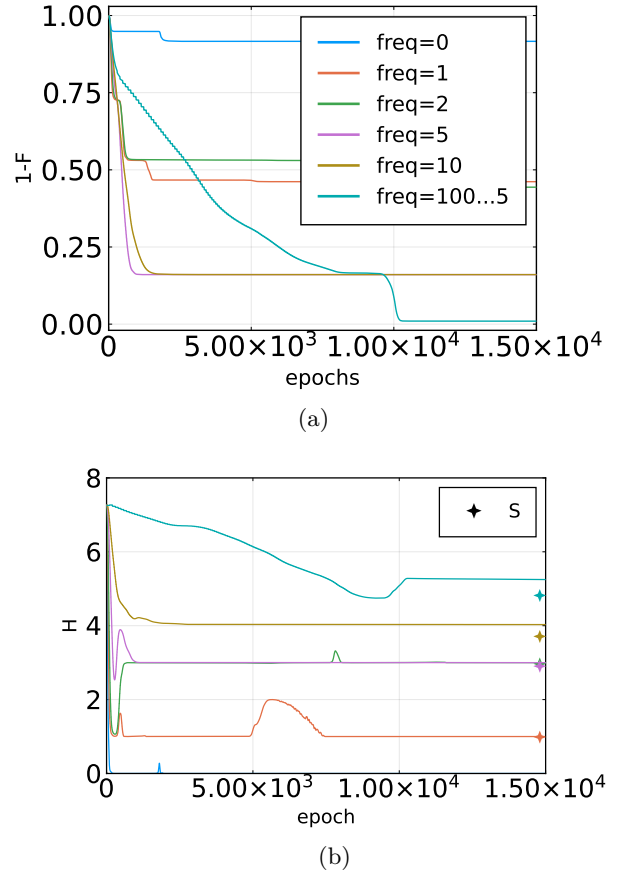 1.00
0.75
0.50
0.25
0.00
1-F
freq=0
freq=1
freq=2
freq=5
freq=10
freq=100...5
0 5.00×10³ 1.00×10⁴ 1.50×10⁴
epochs
(a)
8
6
4
2
0
H
S
0 5.00×10³ 1.00×10⁴ 1.50×10⁴
epoch
(b)